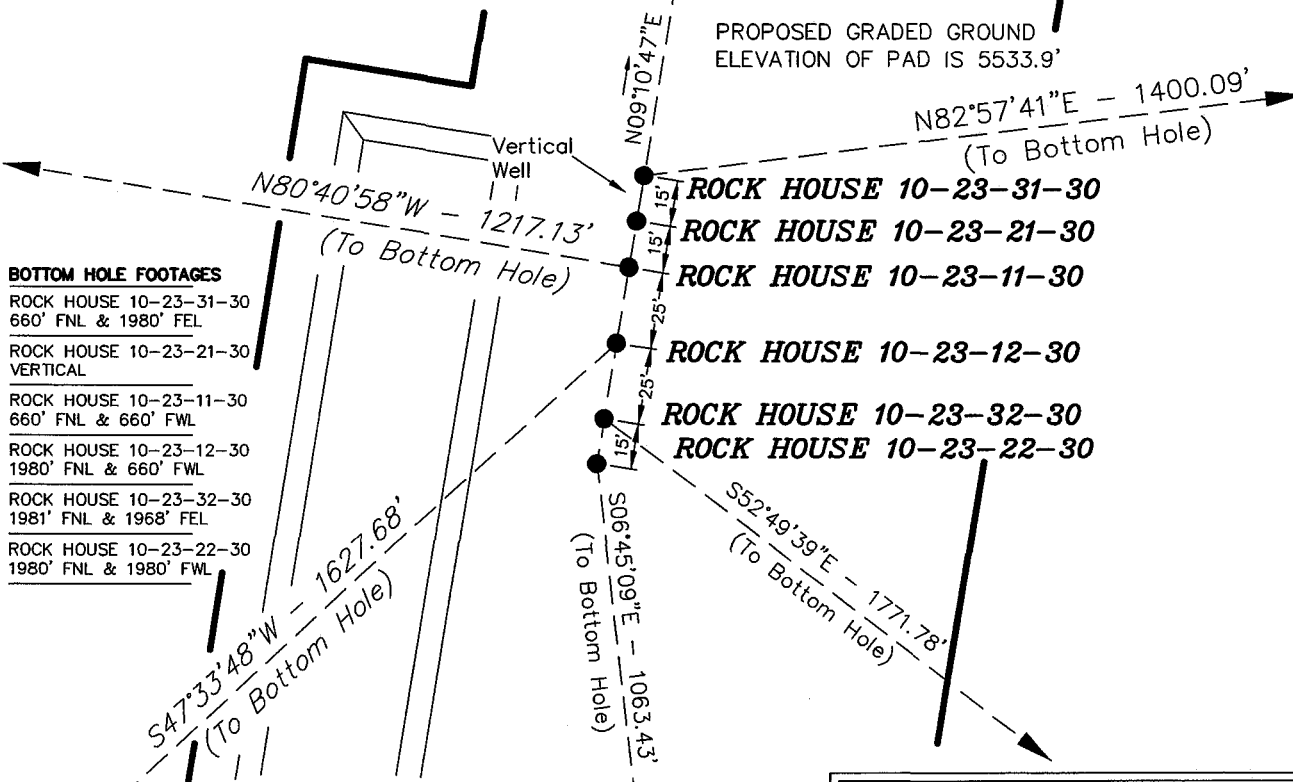 PROPOSED GRADED GROUND
ELEVATION OF PAD IS 5533.9'
N09°10'47"E
N82°57'41"E - 1400.09'
(To Bottom Hole)
Vertical
Well
N80°40'58"W - 1217.13'
(To Bottom Hole)
15'
ROCK HOUSE 10-23-31-30
15'
ROCK HOUSE 10-23-21-30
ROCK HOUSE 10-23-11-30
25'
ROCK HOUSE 10-23-12-30
25'
ROCK HOUSE 10-23-32-30
15'
ROCK HOUSE 10-23-22-30
BOTTOM HOLE FOOTAGES
ROCK HOUSE 10-23-31-30
660' FNL & 1980' FEL
ROCK HOUSE 10-23-21-30
VERTICAL
ROCK HOUSE 10-23-11-30
660' FNL & 660' FWL
ROCK HOUSE 10-23-12-30
1980' FNL & 660' FWL
ROCK HOUSE 10-23-32-30
1981' FNL & 1968' FEL
ROCK HOUSE 10-23-22-30
1980' FNL & 1980' FWL
S47°33'48"W - 1627.68'
(To Bottom Hole)
S06°45'09"E - 1063.43'
(To Bottom Hole)
S52°49'39"E - 1771.78'
(To Bottom Hole)